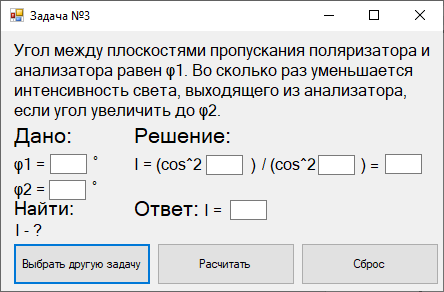 Задача №3
Угол между плоскостями пропускания поляризатора и
анализатора равен φ1. Во сколько раз уменьшается
интенсивность света, выходящего из анализатора,
если угол увеличить до φ2.
Дано: Решение:
φ1 = ° I = (cos^2 ) / (cos^2 ) =
φ2 = °
Найти: Ответ: I =
I - ?
Выбрать другую задачу Расчитать Сброс